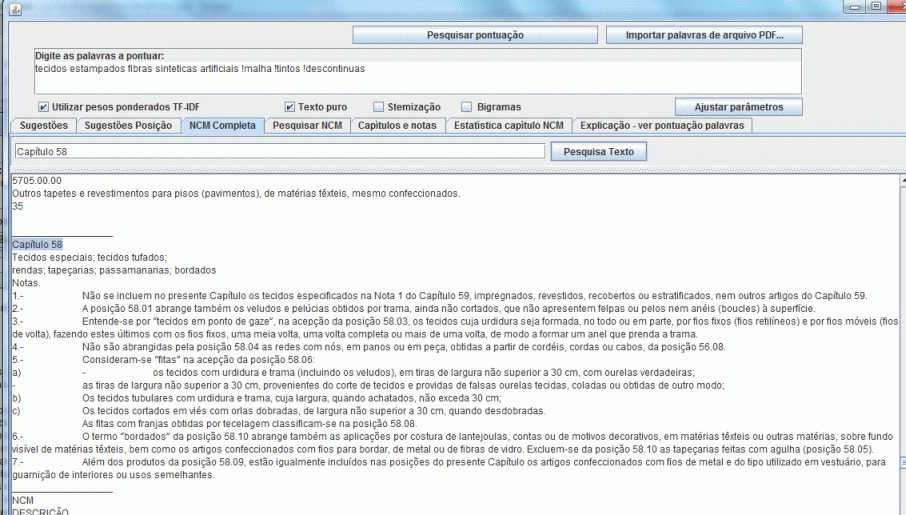 Pesquisar pontuação
Importar palavras de arquivo PDF...
Digite as palavras a pontuar:
tecidos estampados fibras sinteticas artificiais !malha !tintos !descontinuas
Utilizar pesos ponderados TF-IDF
Texto puro
Stemização
Bigramas
Ajustar parâmetros
Sugestões
Sugestões Posição
NCM Completa
Pesquisar NCM
Capitulos e notas
Estatistica capitulo NCM
Explicação - ver pontuação palavras
Capítulo 58
Pesquisa Texto
5705.00.00
Outros tapetes e revestimentos para pisos (pavimentos), de matérias têxteis, mesmo confeccionados.
35
Capítulo 58
Tecidos especiais; tecidos tufados;
rendas; tapeçarias; passamanarias; bordados
Notas.
1.- Não se incluem no presente Capítulo os tecidos especificados na Nota 1 do Capítulo 59, impregnados, revestidos, recobertos ou estratificados, nem outros artigos do Capítulo 59.
2.- A posição 58.01 abrange também os veludos e pelúcias obtidos por trama, ainda não cortados, que não apresentem felpas ou pelos nem anéis (boucles) à superfície.
3.- Entende-se por "tecidos em ponto de gaze", na acepção da posição 58.03, os tecidos cuja urdidura seja formada, no todo ou em parte, por fios fixos (fios retilíneos) e por fios móveis (fios
de volta), fazendo estes últimos com os fios fixos, uma meia volta, uma volta completa ou mais de uma volta, de modo a formar um anel que prenda a trama.
4.- Não são abrangidas pela posição 58.04 as redes com nós, em panos ou em peça, obtidas a partir de cordéis, cordas ou cabos, da posição 56.08.
5.- Consideram-se "fitas" na acepção da posição 58.06:
a) - os tecidos com urdidura e trama (incluindo os veludos), em tiras de largura não superior a 30 cm, com ourelas verdadeiras;
- as tiras de largura não superior a 30 cm, provenientes do corte de tecidos e providas de falsas ourelas tecidas, coladas ou obtidas de outro modo;
b) Os tecidos tubulares com urdidura e trama, cuja largura, quando achatados, não exceda 30 cm;
c) Os tecidos cortados em viés com orlas dobradas, de largura não superior a 30 cm, quando desdobradas.
As fitas com franjas obtidas por tecelagem classificam-se na posição 58.08.
6.- O termo "bordados" da posição 58.10 abrange também as aplicações por costura de lantejoulas, contas ou de motivos decorativos, em matérias têxteis ou outras matérias, sobre fundo
visível de matérias têxteis, bem como os artigos confeccionados com fios para bordar, de metal ou de fibras de vidro. Excluem-se da posição 58.10 as tapeçarias feitas com agulha (posição 58.05).
7.- Além dos produtos da posição 58.09, estão igualmente incluídos nas posições do presente Capítulo os artigos confeccionados com fios de metal e do tipo utilizado em vestuário, para
guarnição de interiores ou usos semelhantes.
NCM
DESCRIÇÃO